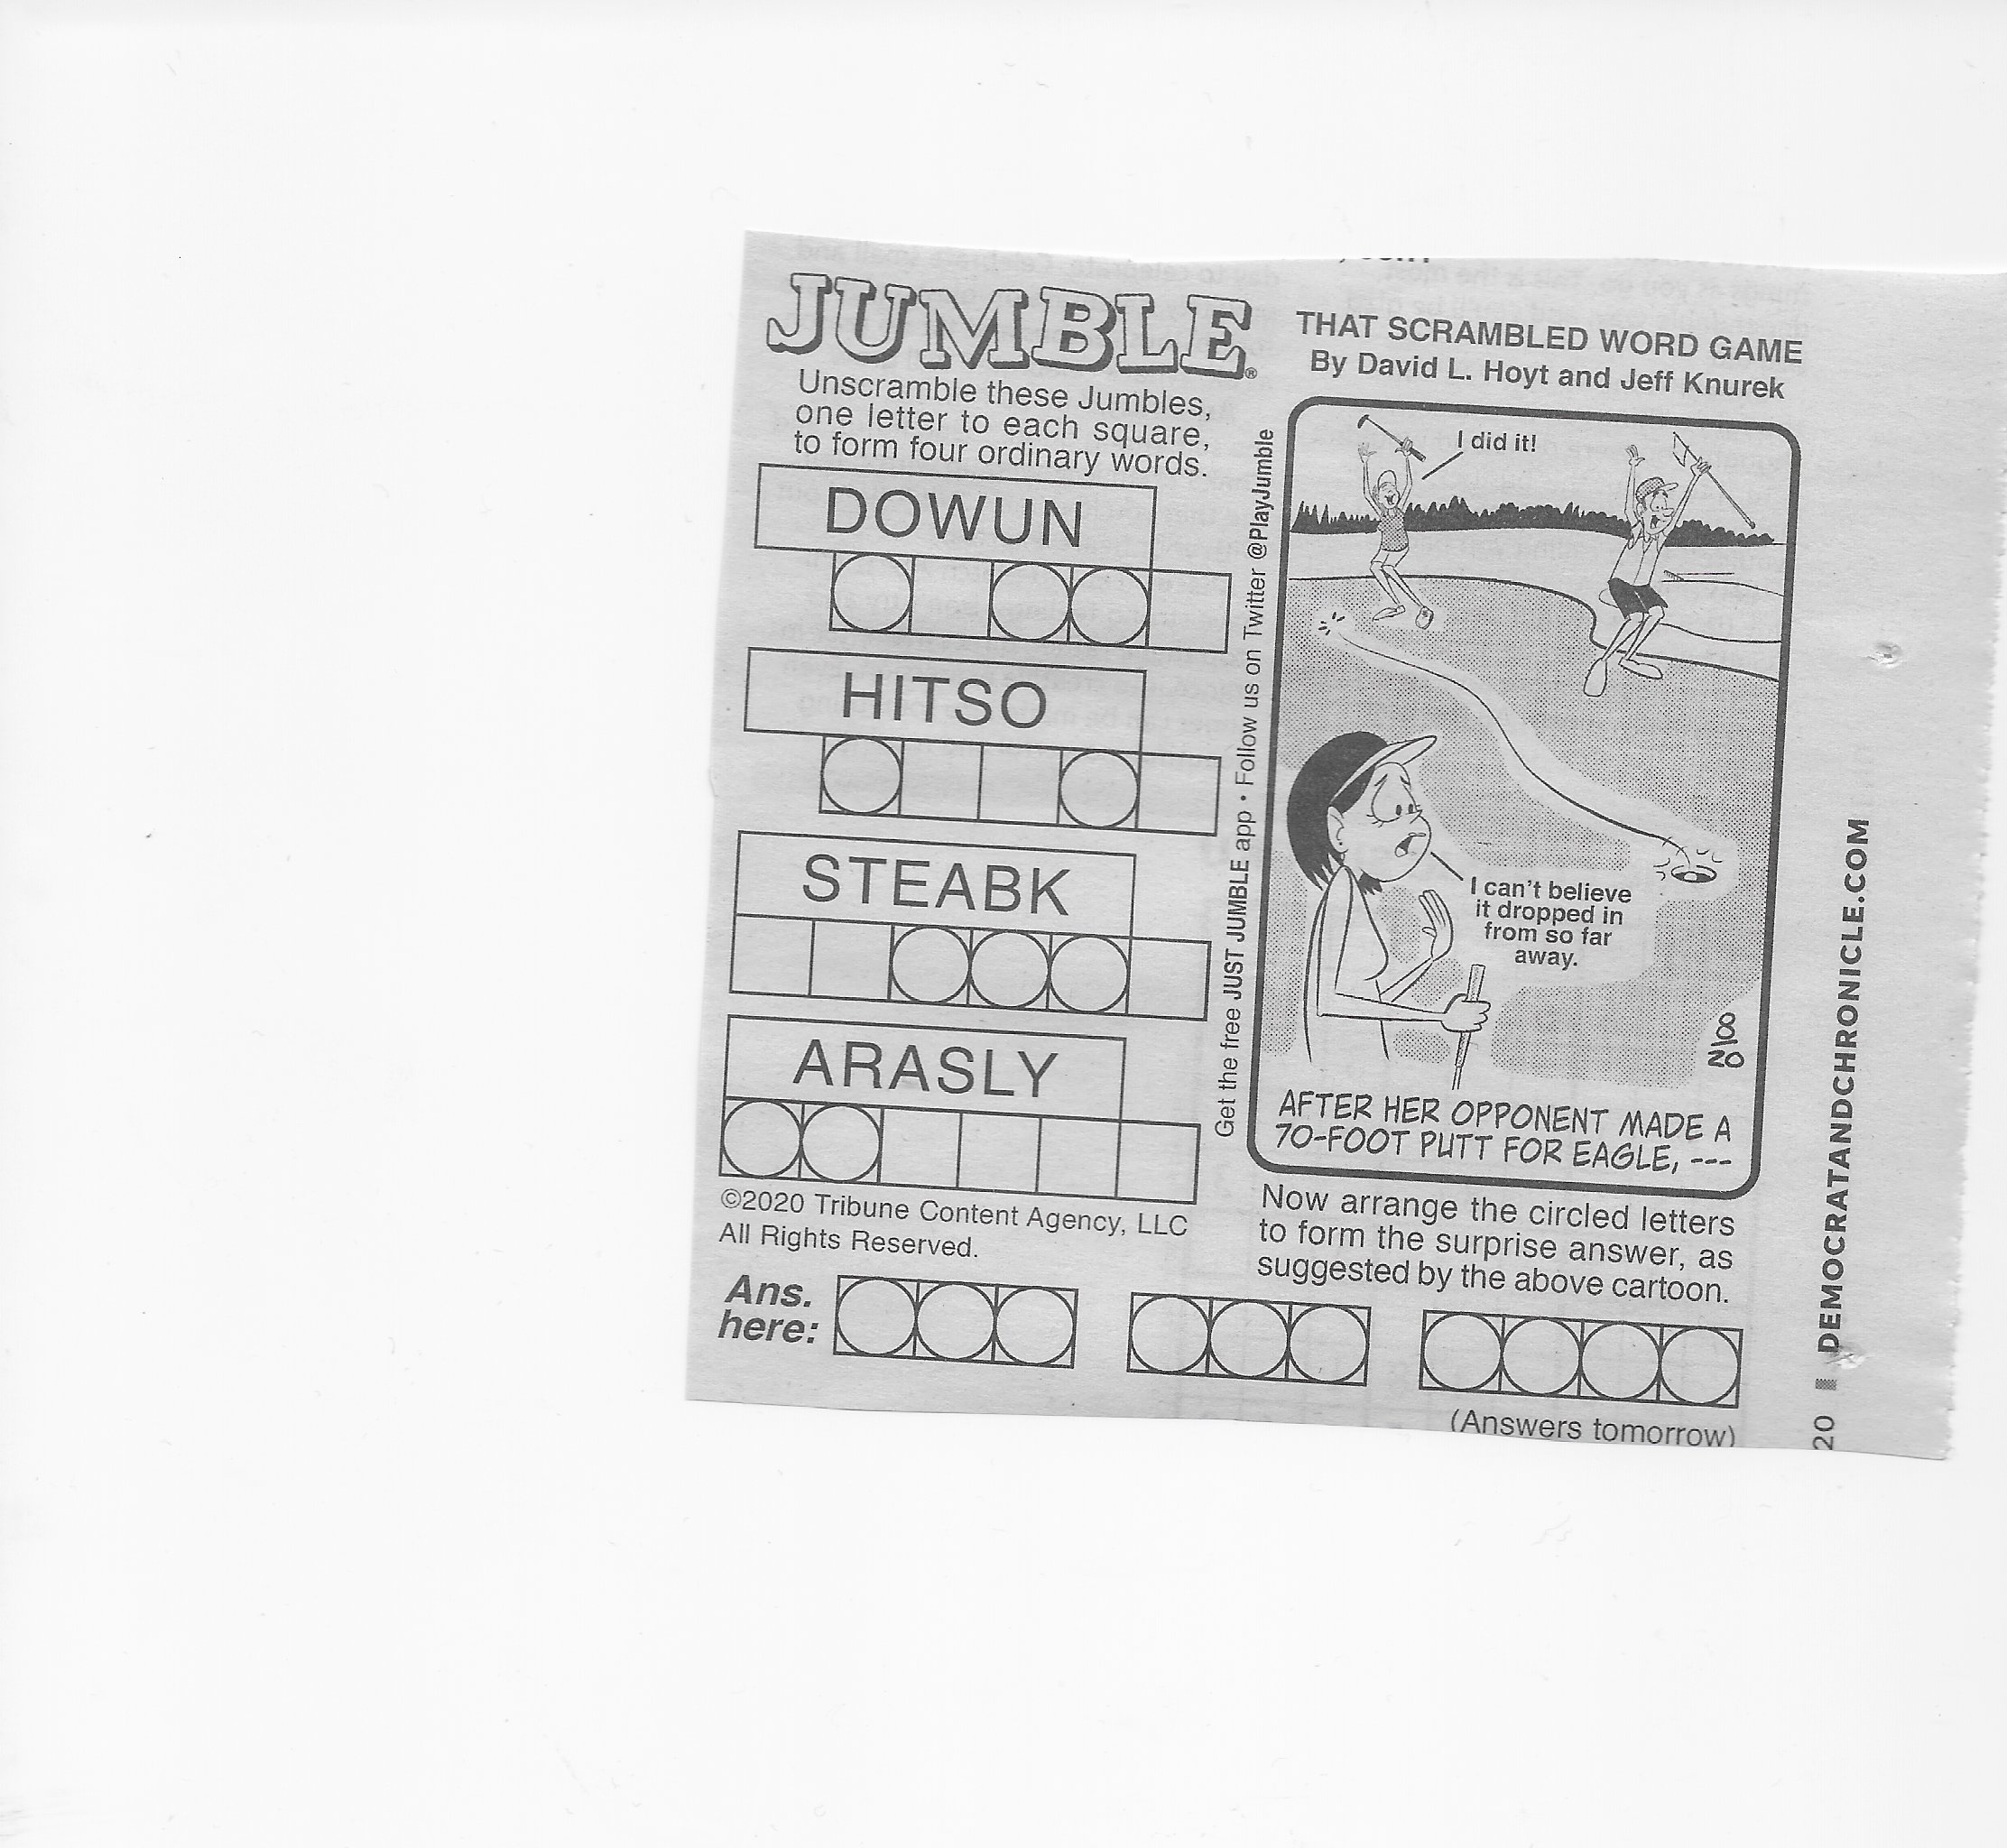 JUMBLE®
Unscramble these Jumbles,
one letter to each square,
to form four ordinary words.
DOWUN
HITSO
STEABK
ARASLY
©2020 Tribune Content Agency, LLC
All Rights Reserved.
Get the free JUST JUMBLE app • Follow us on Twitter @PlayJumble
THAT SCRAMBLED WORD GAME
By David L. Hoyt and Jeff Knurek
I did it!
I can't believe
it dropped in
from so far
away.
AFTER HER OPPONENT MADE A
70-FOOT PUTT FOR EAGLE, ---
Now arrange the circled letters
to form the surprise answer, as
suggested by the above cartoon.
Ans.
here:
(Answers tomorrow)
20 DEMOCRATANDCHRONICLE.COM